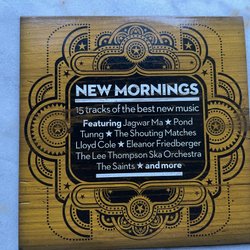 NEW MORNINGS
15 tracks of the best new music
Featuring Jagwar Ma ★ Pond
Tunng ★ The Shouting Matches
Lloyd Cole ★ Eleanor Friedberger
The Lee Thompson Ska Orchestra
The Saints ★ and more